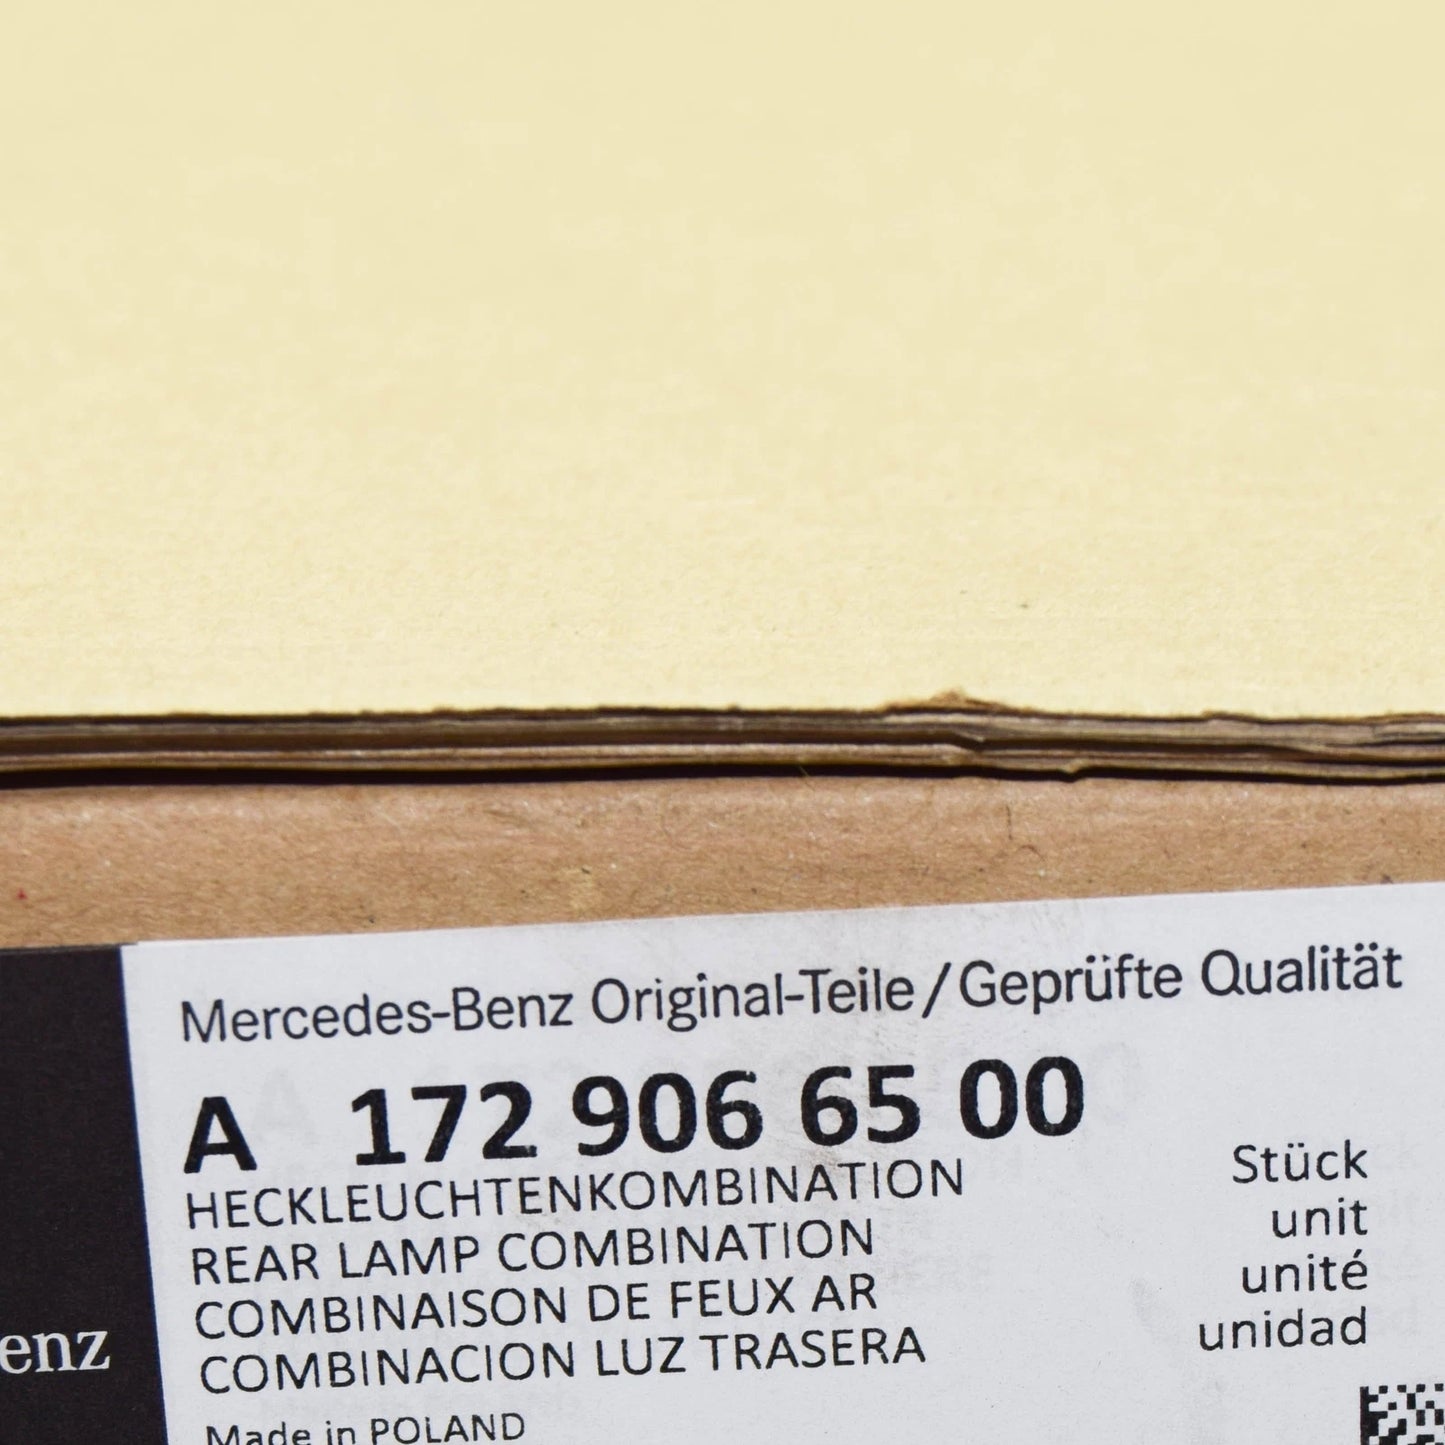 Mercedes-Benz Original-Teile/Geprüfte Qualität
A 172 906 65 00
HECKLEUCHTENKOMBINATION
REAR LAMP COMBINATION
COMBINAISON DE FEUX AR
COMBINACION LUZ TRASERA
Stück
unit
unité
unidad
enz
Made in POLAND